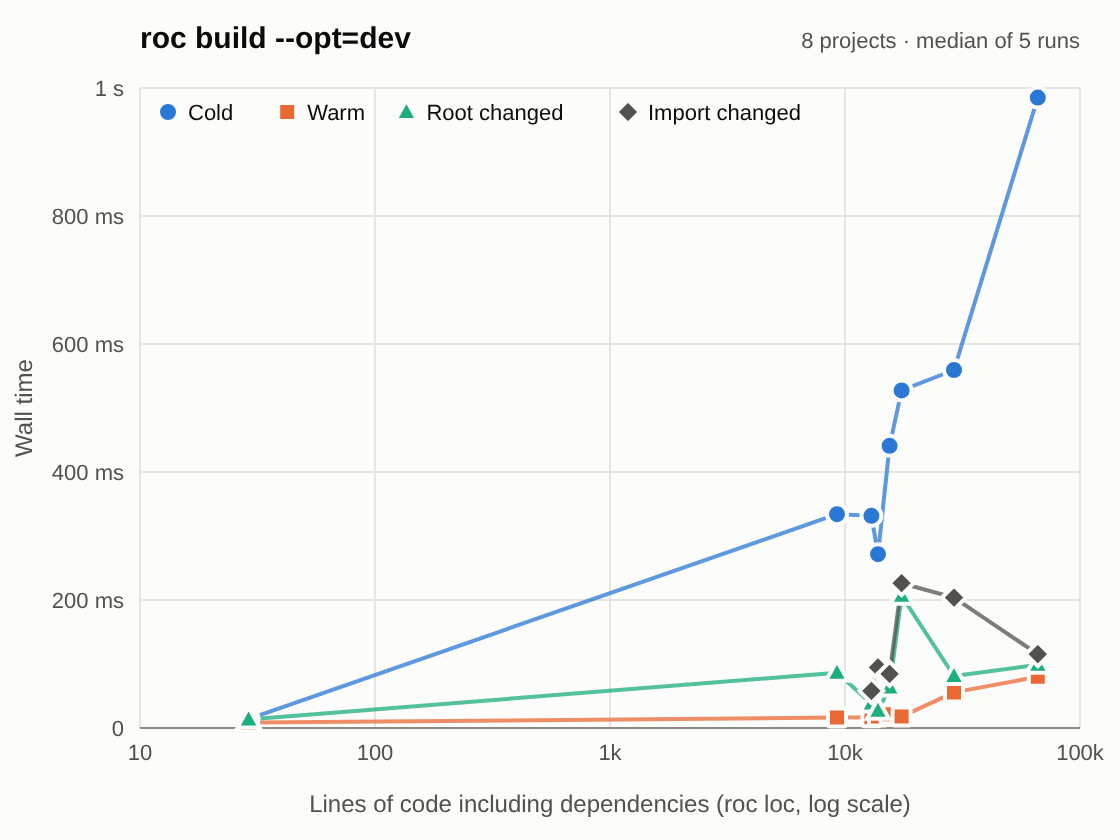 roc build --opt=dev
8 projects · median of 5 runs
Cold
Warm
Root changed
Import changed
1 s
800 ms
600 ms
400 ms
200 ms
0
Wall time
10
100
1k
10k
100k
Lines of code including dependencies (roc loc, log scale)